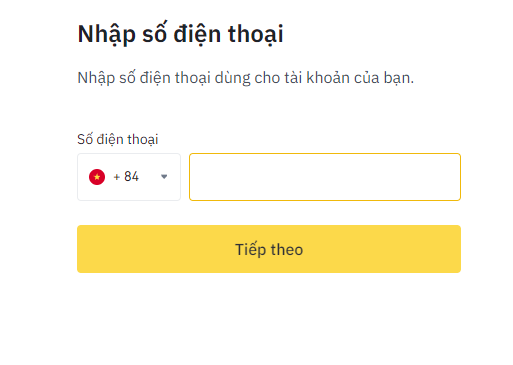 Nhập số điện thoại
Nhập số điện thoại dùng cho tài khoản của bạn.
Số điện thoại
+ 84
Tiếp theo